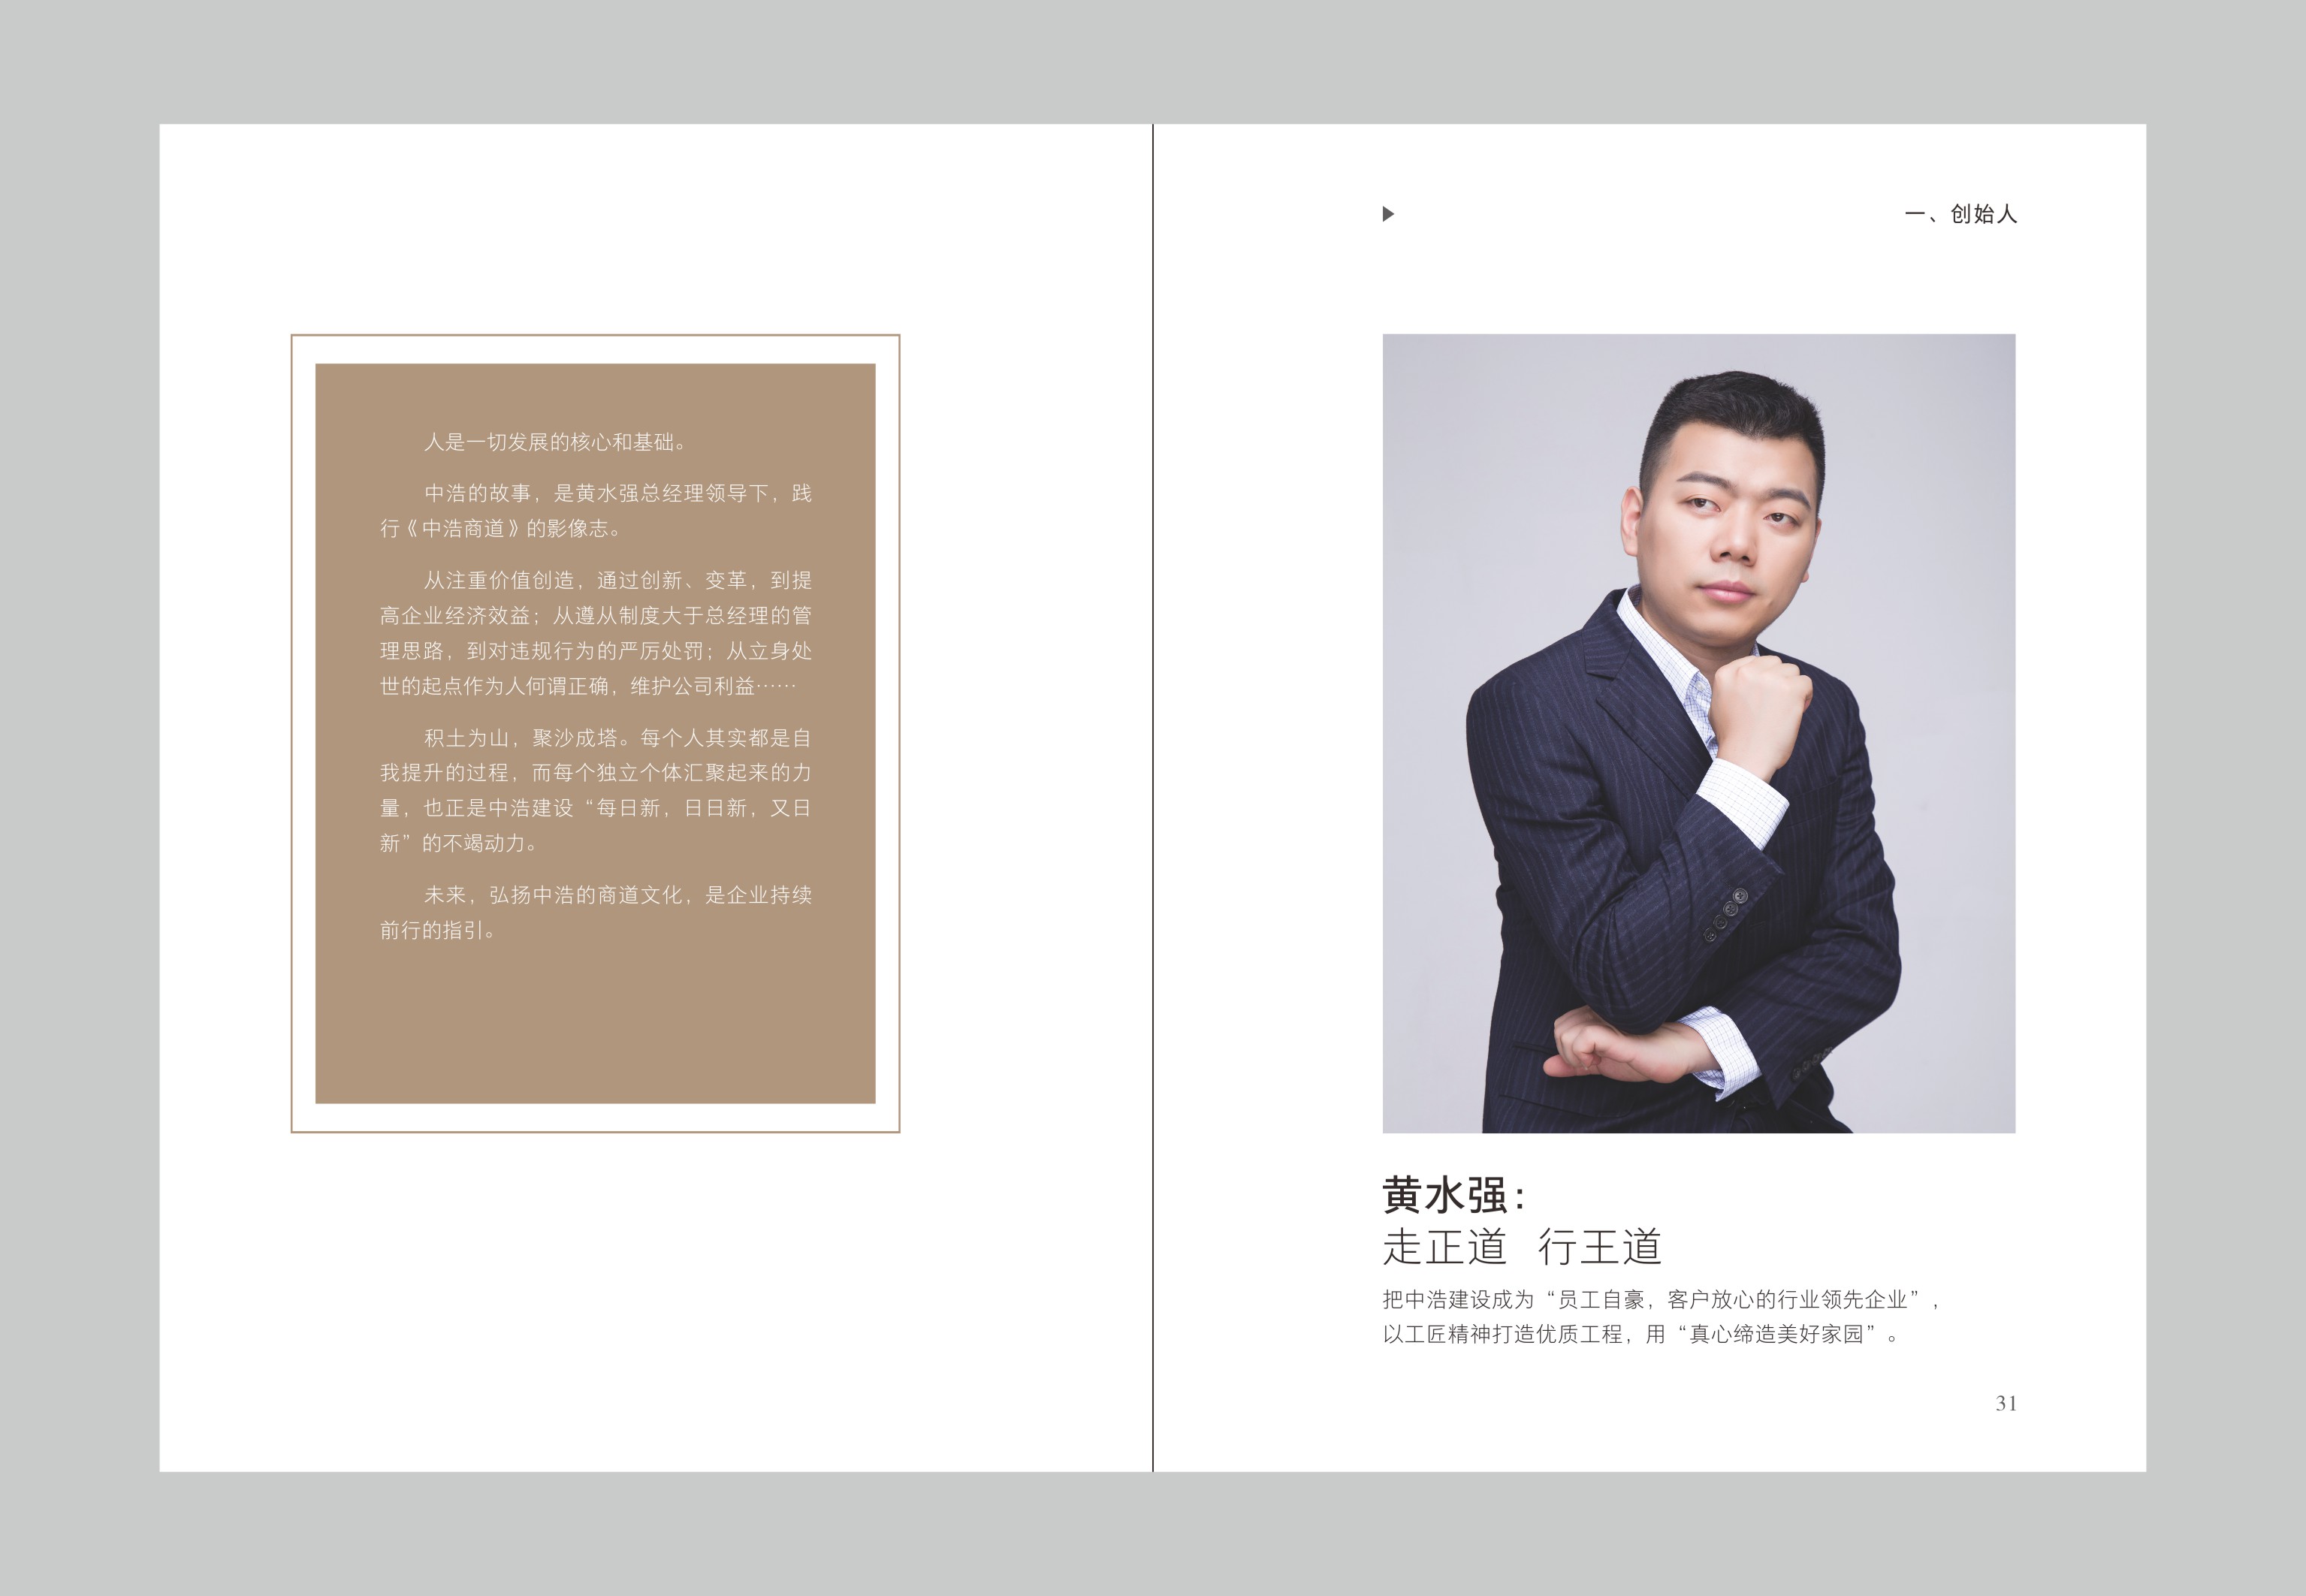 人是一切发展的核心和基础。
中浩的故事，是黄水强总经理领导下，践
行《中浩商道》的影像志。
从注重价值创造，通过创新、变革，到提
高企业经济效益；从遵从制度大于总经理的管
理思路，到对违规行为的严厉处罚；从立身处
世的起点作为人何谓正确，维护公司利益……
积土为山，聚沙成塔。每个人其实都是自
我提升的过程，而每个独立个体汇聚起来的力
量，也正是中浩建设“每日新，日日新，又日
新”的不竭动力。
未来，弘扬中浩的商道文化，是企业持续
前行的指引。
一、创始人
黄水强：
走正道 行王道
把中浩建设成为“员工自豪，客户放心的行业领先企业”，
以工匠精神打造优质工程，用“真心缔造美好家园”。
31